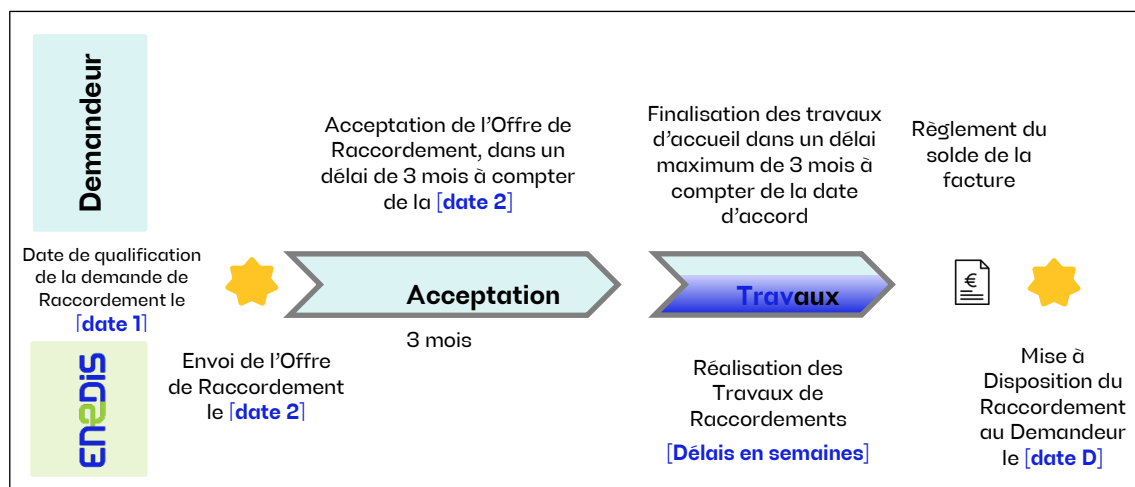 Demandeur
Acceptation de l’Offre de
Raccordement, dans un
délai de 3 mois à compter
de la [date 2]
Finalisation des travaux
d’accueil dans un délai
maximum de 3 mois à
compter de la date
d’accord
Règlement du
solde de la
facture
Date de qualification
de la demande de
Raccordement le
[date 1]
Acceptation
Travaux
€
3 mois
ENEDIS
Envoi de l’Offre
de Raccordement
le [date 2]
Réalisation des
Travaux de
Raccordements
[Délais en semaines]
Mise à
Disposition du
Raccordement
au Demandeur
le [date D]